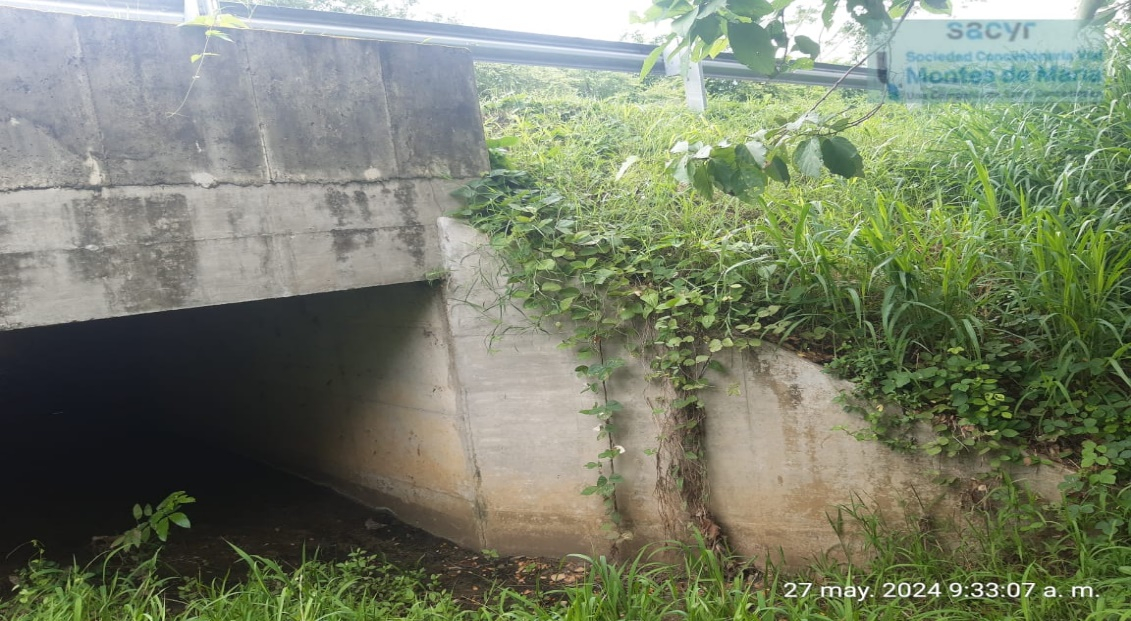 sacyr
Sociedad Concesionaria Vial
Montes de María
27 may. 2024 9:33:07 a. m.